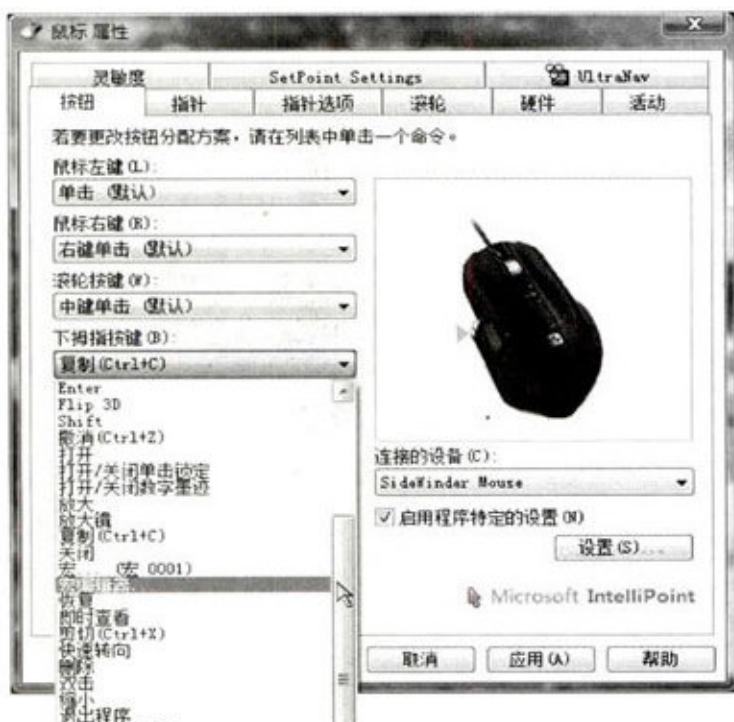 鼠标 属性
灵敏度 SetPoint Settings UltraNav
按钮 指针 指针选项 滚轮 硬件 活动
若要更改按钮分配方案，请在列表中单击一个命令。
鼠标左键(L):
单击 (默认)
鼠标右键(R):
右键单击 (默认)
滚轮按键(W):
中键单击 (默认)
下拇指按键(B):
复制(Ctrl+C)
Enter
Flip 3D
Shift
撤消(Ctrl+Z)
打开
打开/关闭单击锁定
打开/关闭数字墨迹
放大
放大镜
复制(Ctrl+C)
关闭
宏 (宏 0001)
恢复
即时查看
剪切(Ctrl+X)
快速转向
删除
双击
缩小
退出程序
连接的设备(C):
SideWinder Mouse
启用程序特定的设置(N)
设置(S)...
Microsoft IntelliPoint
取消 应用(A) 帮助